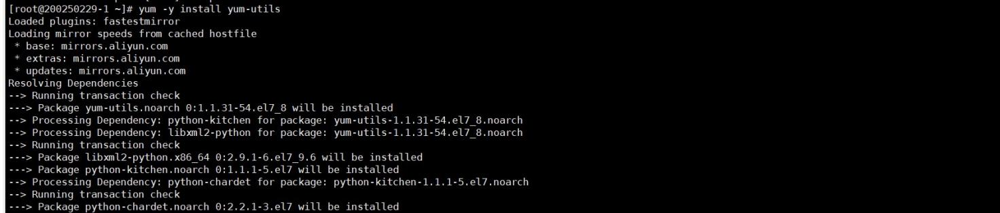 [root@200250229-1 ~]# yum -y install yum-utils
Loaded plugins: fastestmirror
Loading mirror speeds from cached hostfile
 * base: mirrors.aliyun.com
 * extras: mirrors.aliyun.com
 * updates: mirrors.aliyun.com
Resolving Dependencies
--> Running transaction check
---> Package yum-utils.noarch 0:1.1.31-54.el7_8 will be installed
--> Processing Dependency: python-kitchen for package: yum-utils-1.1.31-54.el7_8.noarch
--> Processing Dependency: libxml2-python for package: yum-utils-1.1.31-54.el7_8.noarch
--> Running transaction check
---> Package libxml2-python.x86_64 0:2.9.1-6.el7_9.6 will be installed
---> Package python-kitchen.noarch 0:1.1.1-5.el7 will be installed
--> Processing Dependency: python-chardet for package: python-kitchen-1.1.1-5.el7.noarch
--> Running transaction check
---> Package python-chardet.noarch 0:2.2.1-3.el7 will be installed